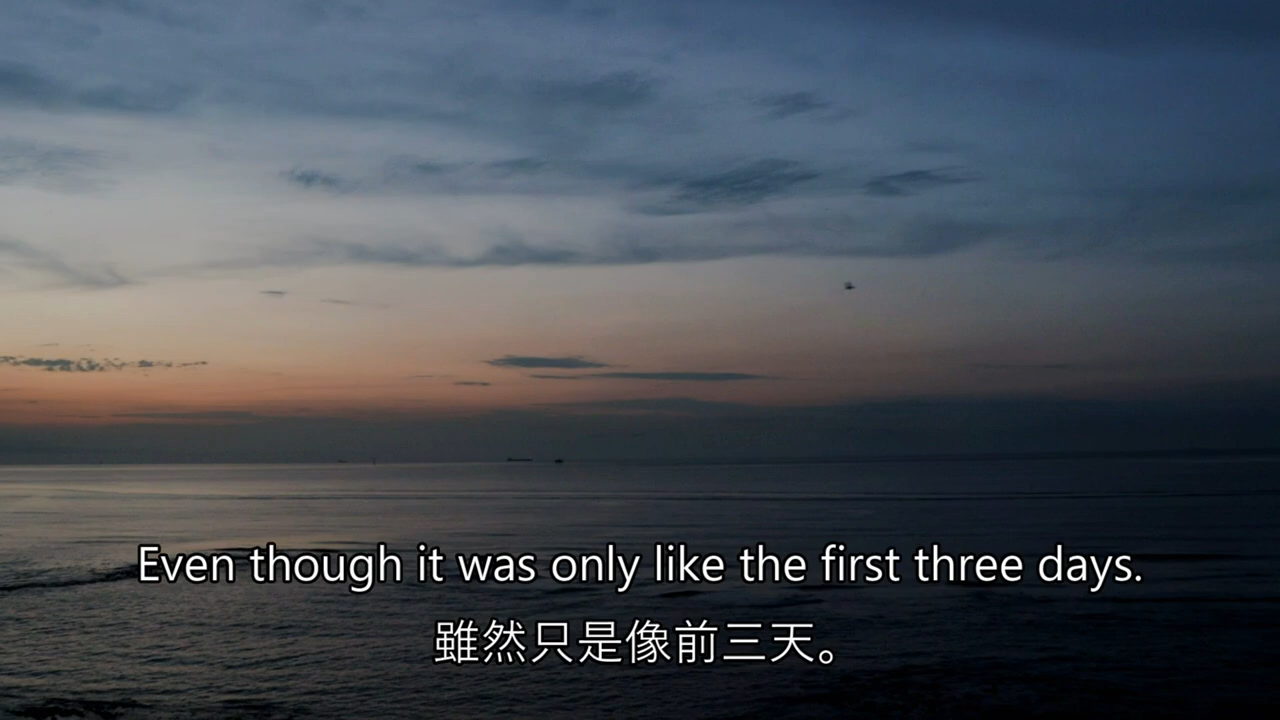 Even though it was only like the first three days.
雖然只是像前三天。